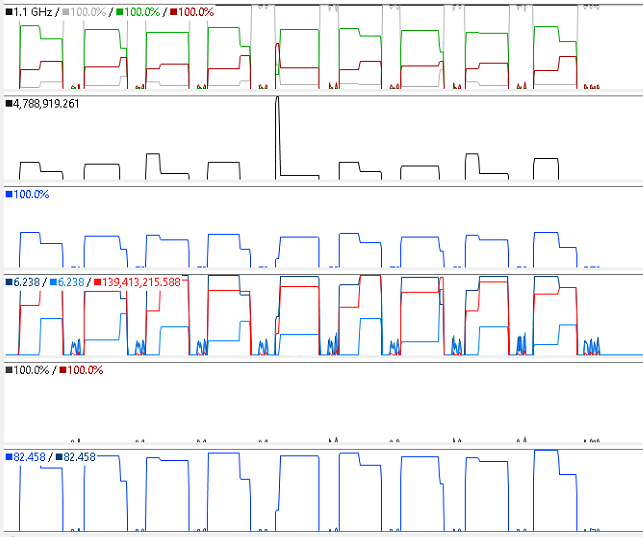 1.1 GHz / 100.0% / 100.0% / 100.0%
4,788,919.261
100.0%
6.238 / 6.238 / 139,413,215.588
100.0% / 100.0%
82.458 / 82.458